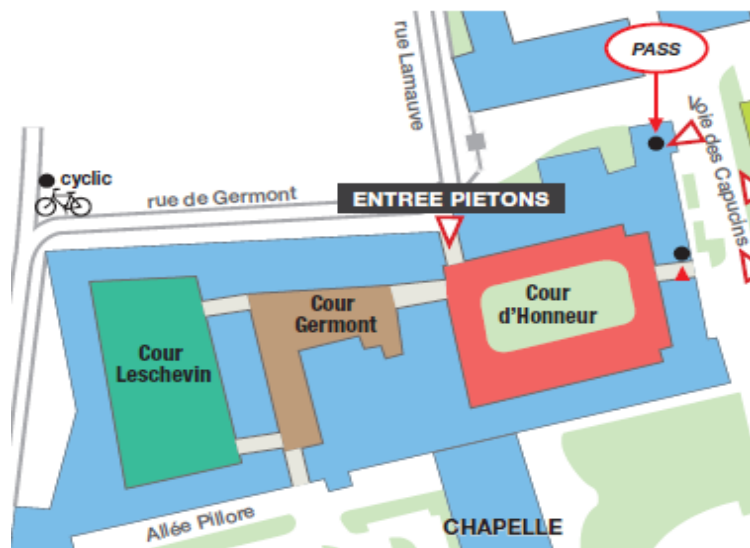 PASS
rue Lamauve
Voie des Capucins
cyclic
rue de Germont
ENTREE PIETONS
Cour
d'Honneur
Cour
Germont
Cour
Leschevin
Allée Pillore
CHAPELLE